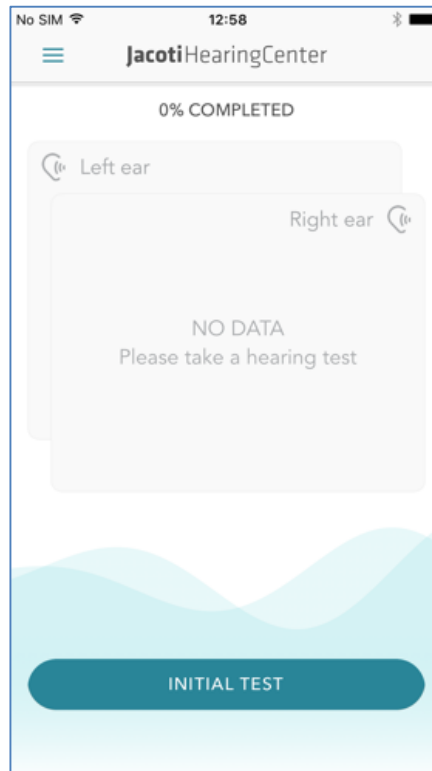 No SIM 12:58
JacotiHearingCenter
0% COMPLETED
Left ear
Right ear
NO DATA
Please take a hearing test
INITIAL TEST